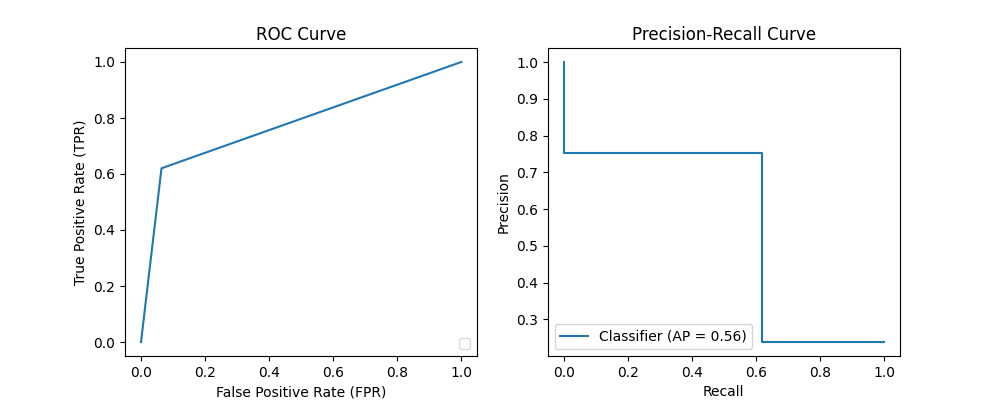 ROC Curve
1.0
0.8
0.6
0.4
0.2
0.0
True Positive Rate (TPR)
0.0 0.2 0.4 0.6 0.8 1.0
False Positive Rate (FPR)
Precision-Recall Curve
1.0
0.9
0.8
0.7
0.6
0.5
0.4
0.3
Precision
Classifier (AP = 0.56)
0.0 0.2 0.4 0.6 0.8 1.0
Recall